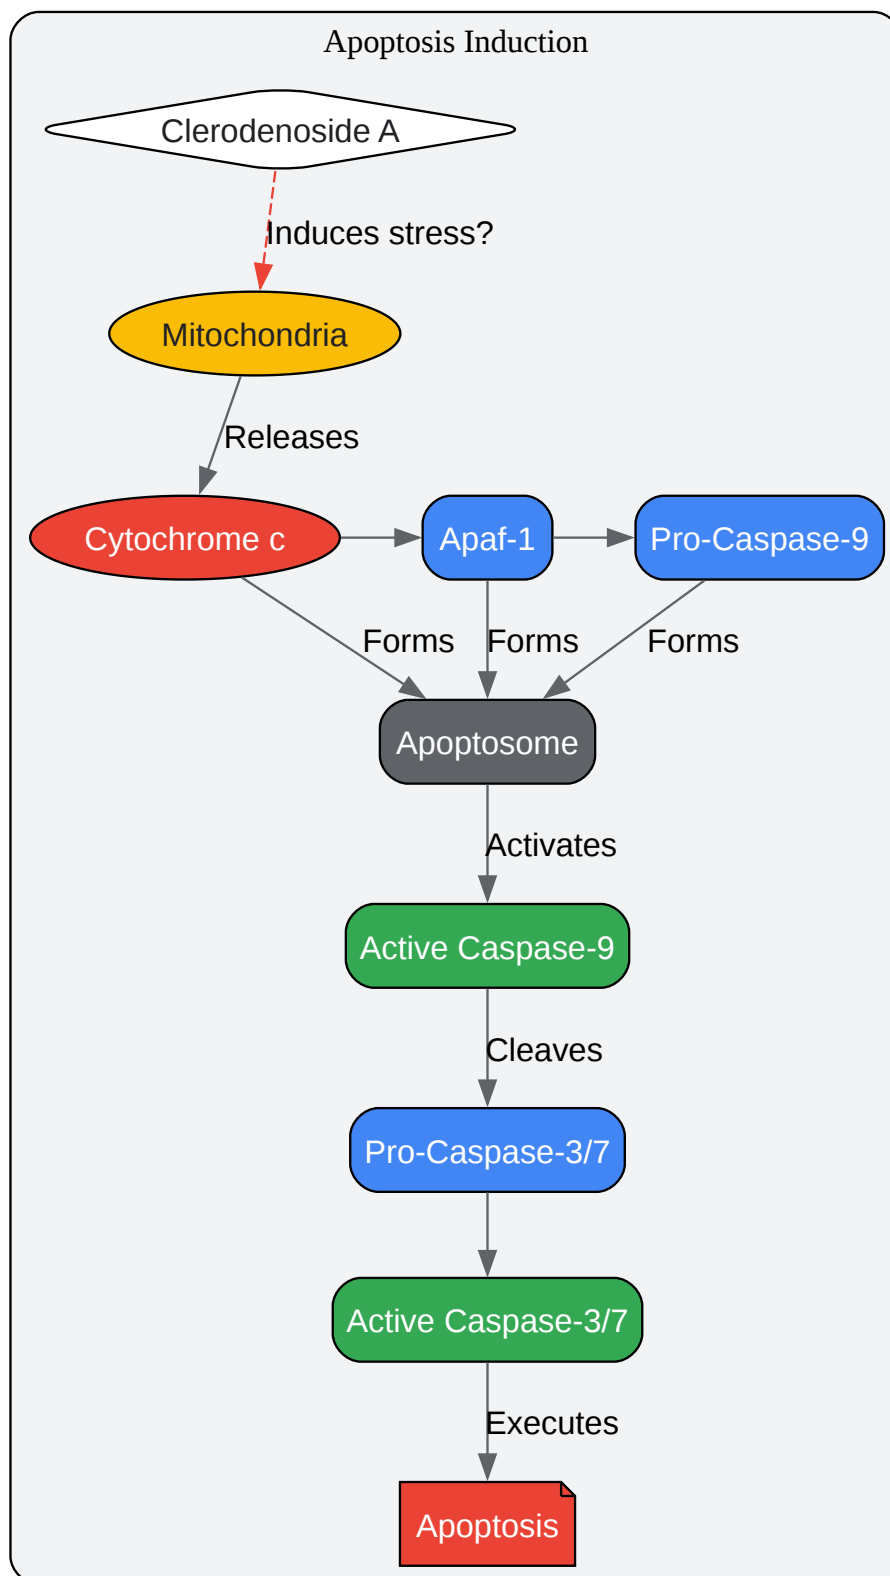 Apoptosis Induction
Clerodenoside A
Induces stress?
Mitochondria
Releases
Cytochrome c
Apaf-1
Pro-Caspase-9
Forms
Forms
Forms
Apoptosome
Activates
Active Caspase-9
Cleaves
Pro-Caspase-3/7
Active Caspase-3/7
Executes
Apoptosis